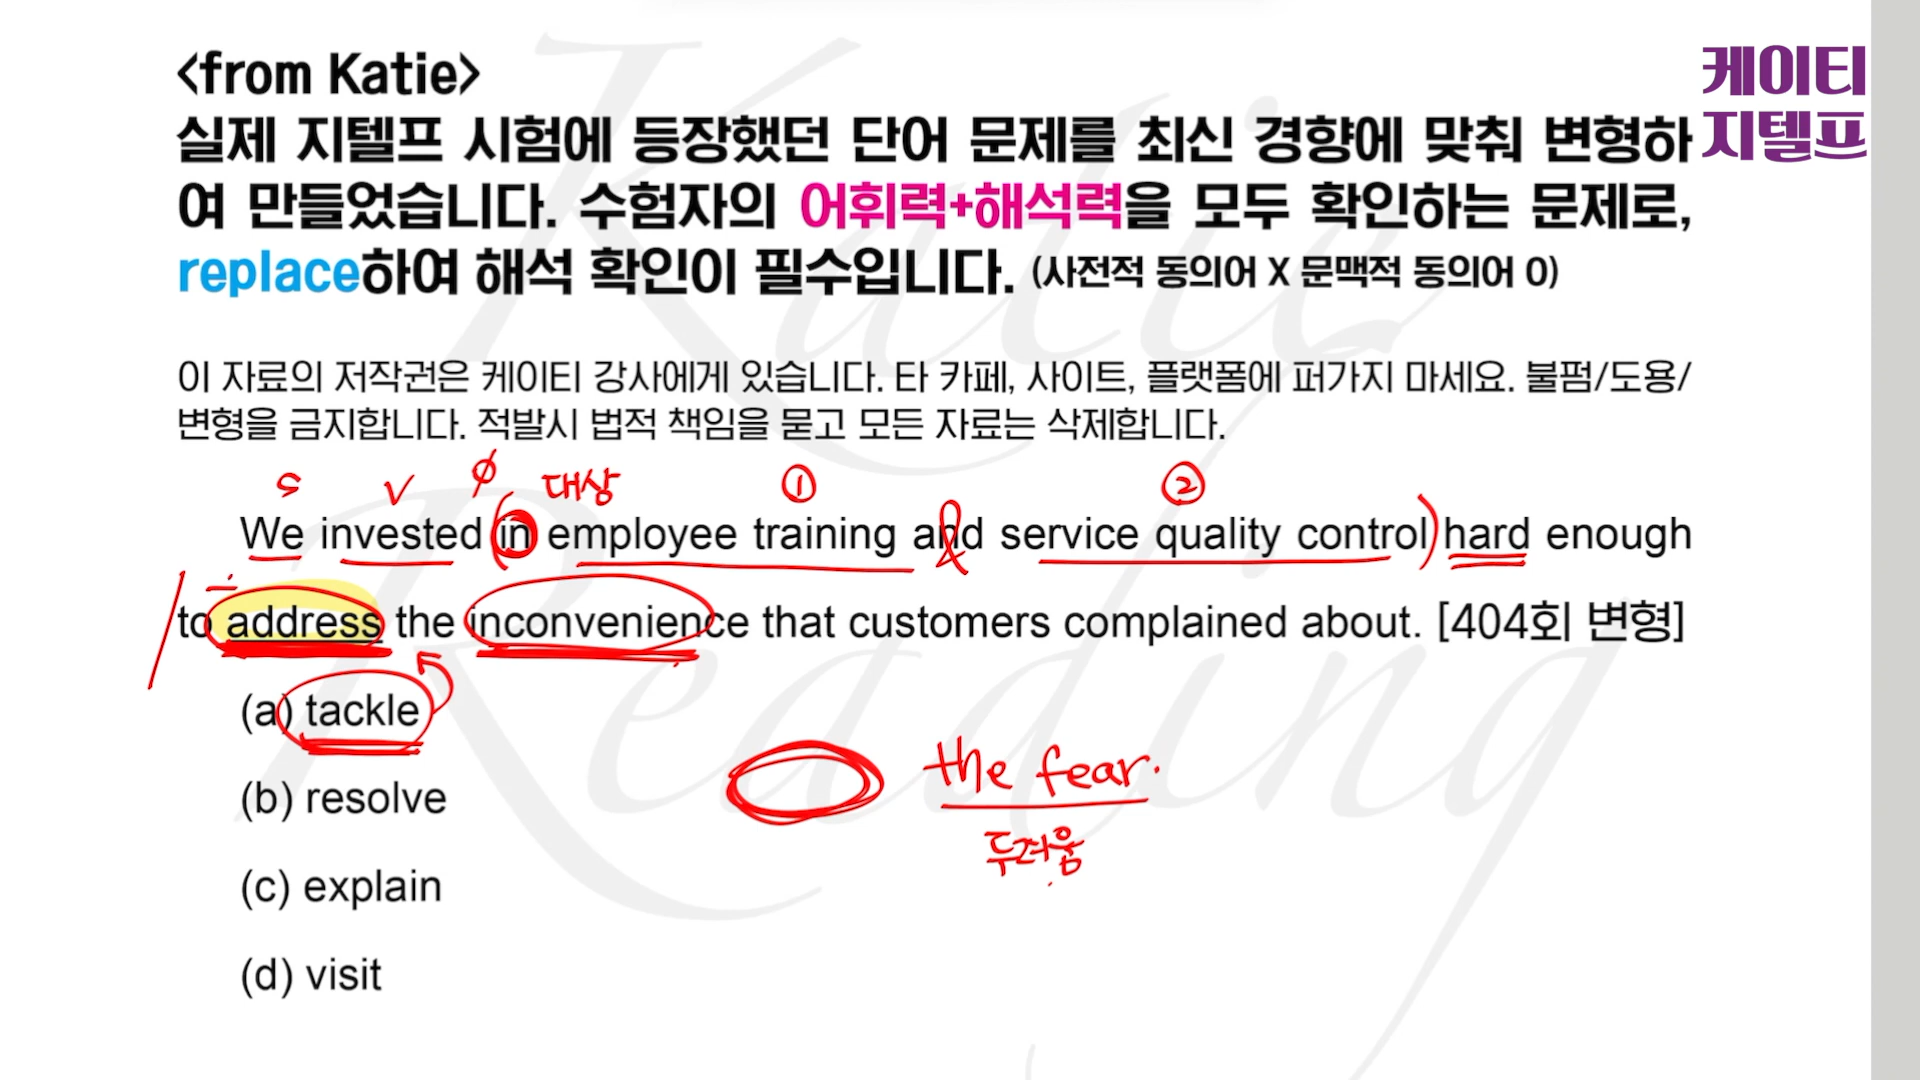 <from Katie>
케이티
지텔프
실제 지텔프 시험에 등장했던 단어 문제를 최신 경향에 맞춰 변형하
여 만들었습니다. 수험자의 어휘력+해석력을 모두 확인하는 문제로,
replace하여 해석 확인이 필수입니다. (사전적 동의어 X 문맥적 동의어 O)
이 자료의 저작권은 케이티 강사에게 있습니다. 타 카페, 사이트, 플랫폼에 퍼가지 마세요. 불펌/도용/
변형을 금지합니다. 적발시 법적 책임을 묻고 모든 자료는 삭제합니다.
S V 대상 ① ②
We invested in employee training and service quality control hard enough
to address the inconvenience that customers complained about. [404회 변형]
(a) tackle
the fear.
(b) resolve
두려움
(c) explain
(d) visit
Katie
Reading